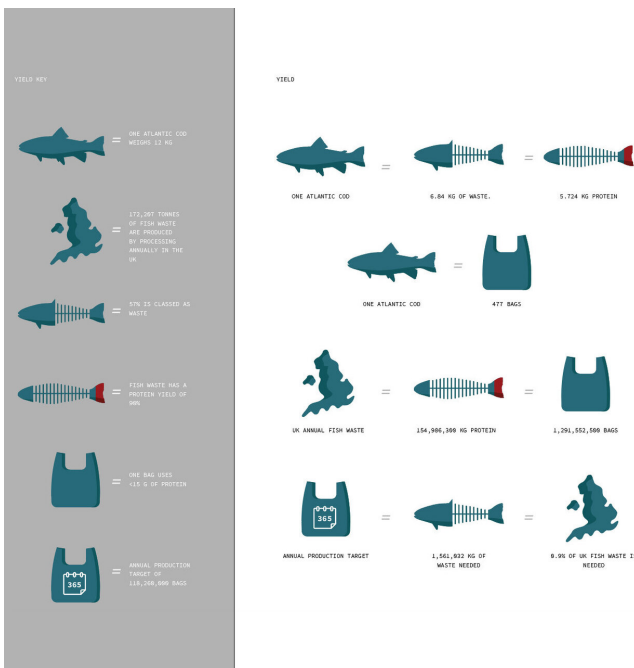 YIELD KEY
ONE ATLANTIC COD
WEIGHS 12 KG
172,207 TONNES
OF FISH WASTE
ARE PRODUCED
BY PROCESSING
ANNUALLY IN THE
UK
57% IS CLASSED AS
WASTE
FISH WASTE HAS A
PROTEIN YIELD OF
90%
ONE BAG USES
<15 G OF PROTEIN
365
ANNUAL PRODUCTION
TARGET OF
BAGS
YIELD
ONE ATLANTIC COD
6.84 KG OF WASTE.
5.724 KG PROTEIN
ONE ATLANTIC COD
477 BAGS
UK ANNUAL FISH WASTE
154,986,300 KG PROTEIN
1,291,552,500 BAGS
365
ANNUAL PRODUCTION TARGET
1,561,032 KG OF
WASTE NEEDED
0.9% OF UK FISH WASTE I
NEEDED